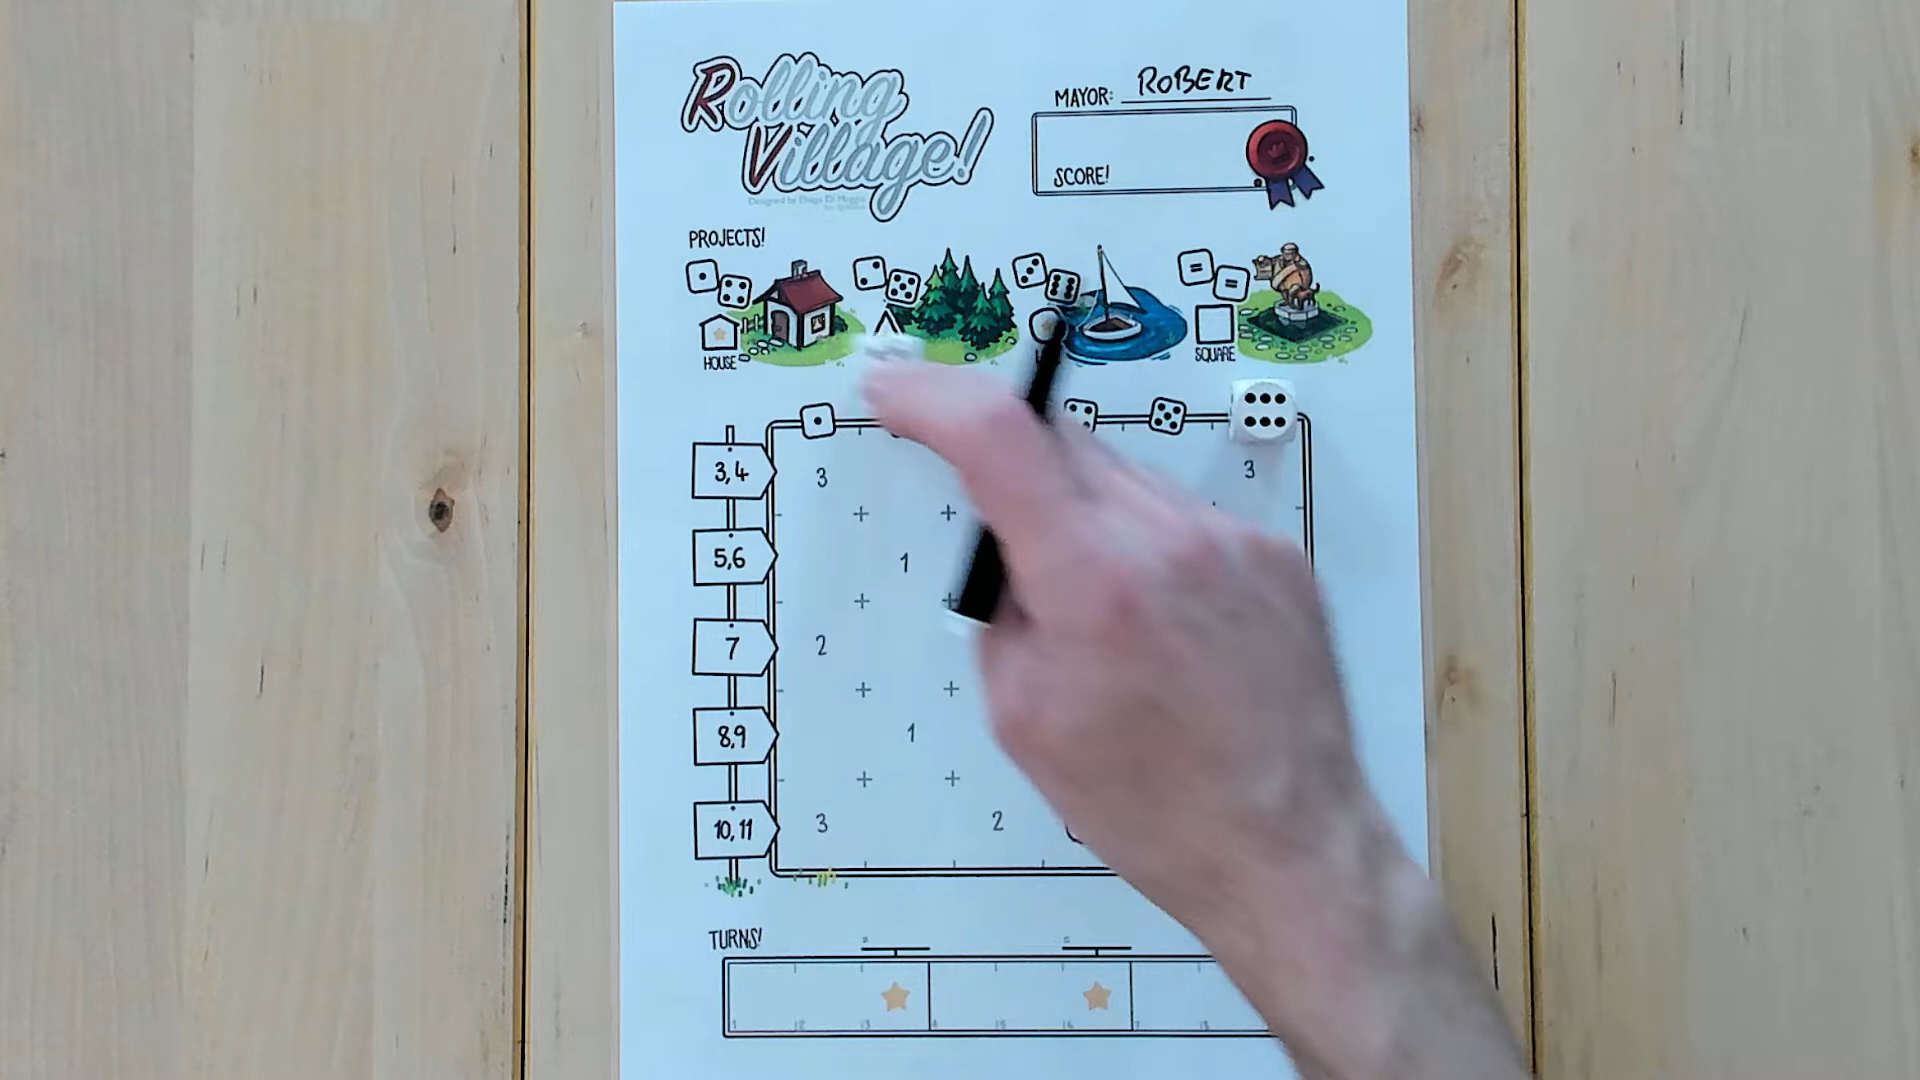 Rolling
Village!
MAYOR: ROBERT
SCORE!
PROJECTS!
HOUSE
SQUARE
3,4
3
3
5,6
1
7
2
8,9
1
10,11
3
2
TURNS!